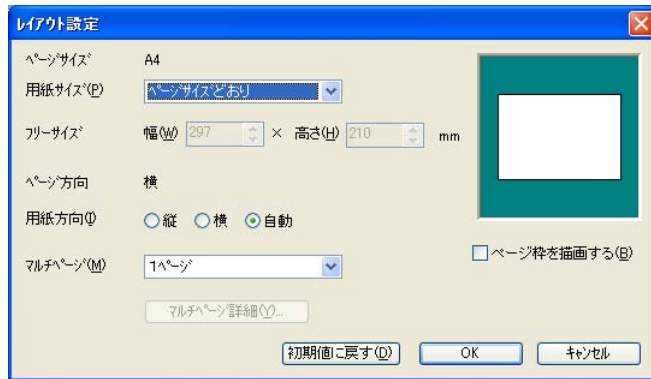 レイアウト設定
ページサイズ A4
用紙サイズ(P) ページサイズどおり
フリーサイズ 幅(W) 297 × 高さ(H) 210 mm
ページ方向 横
用紙方向(I) 縦 横 自動
マルチページ(M) 1ページ
ページ枠を描画する(B)
マルチページ詳細(Y)...
初期値に戻す(D) OK キャンセル